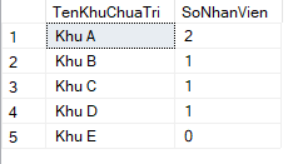 TenKhuChuaTri SoNhanVien
1 Khu A 2
2 Khu B 1
3 Khu C 1
4 Khu D 1
5 Khu E 0